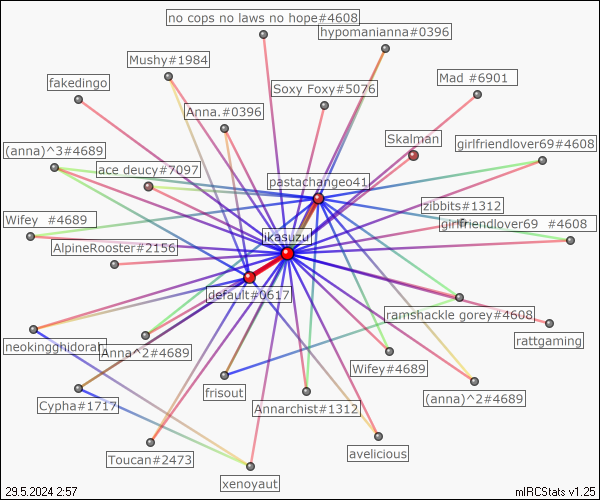 no cops no laws no hope#4608
hypomanianna#0396
Mushy#1984
Mad #6901
fakedingo
Soxy Foxy#5076
Anna.#0396
Skalman
girlfriendlover69#4608
(anna)^3#4689
ace deucy#7097
pastachangeo41
zibbits#1312
Wifey #4689
girlfriendlover69 #4608
jkasuzu
AlpineRooster#2156
default#0617
ramshackle gorey#4608
rattgaming
neokingghidorah
Anna^2#4689
Wifey#4689
frisout
(anna)^2#4689
Cypha#1717
Annarchist#1312
avelicious
Toucan#2473
xenoyaut
29.5.2024 2:57
mIRCStats v1.25